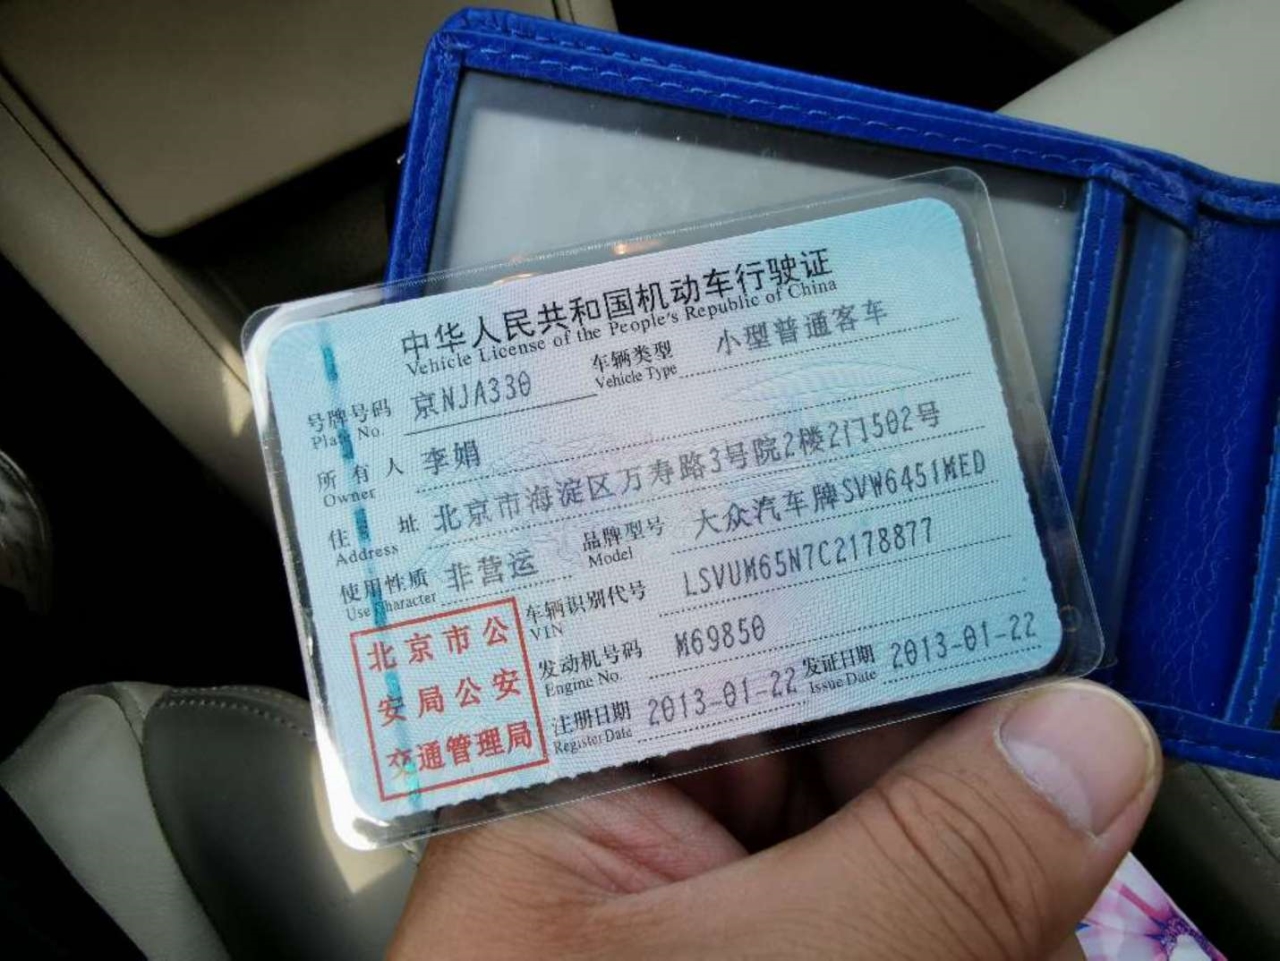 中华人民共和国机动车行驶证
Vehicle License of the People's Republic of China
号牌号码 京NJA330 车辆类型 小型普通客车
Plate No. Vehicle Type
所有人 李娟
Owner
住址 北京市海淀区万寿路3号院2楼2门502号
Address
使用性质 非营运 品牌型号 大众汽车牌SVW6451MED
Use Character Model
车辆识别代号 LSVUM65N7C2178877
VIN
发动机号码 M69850
Engine No.
注册日期 2013-01-22 发证日期 2013-01-22
Register Date Issue Date
北京市公
安局公安
交通管理局